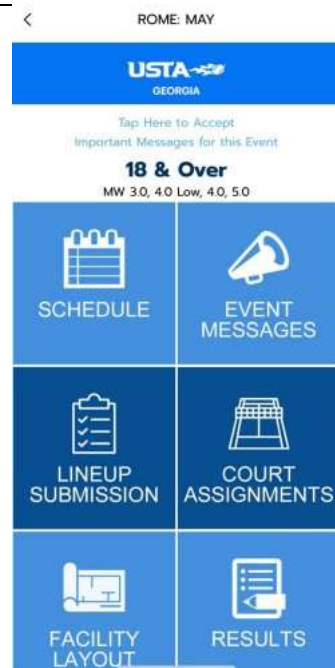 ROME: MAY
USTA
GEORGIA
Tap Here to Accept
Important Messages for this Event
18 & Over
MW 3.0, 4.0 Low, 4.0, 5.0
SCHEDULE
EVENT
MESSAGES
LINEUP
SUBMISSION
COURT
ASSIGNMENTS
FACILITY
LAYOUT
RESULTS